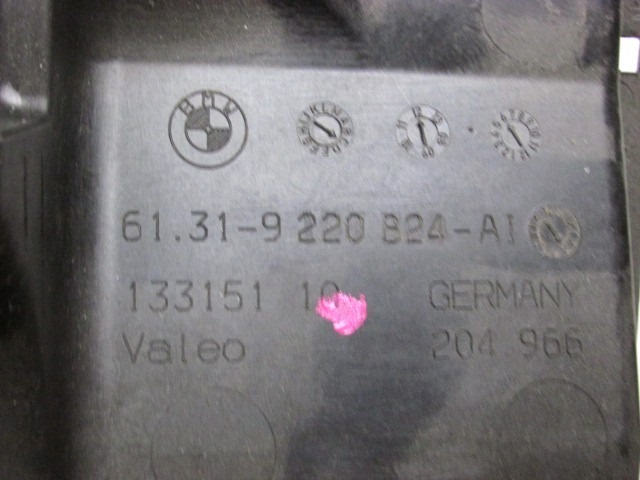 BMW
61.31-9 220 824-AI
133151 10 GERMANY
Valeo 204 966